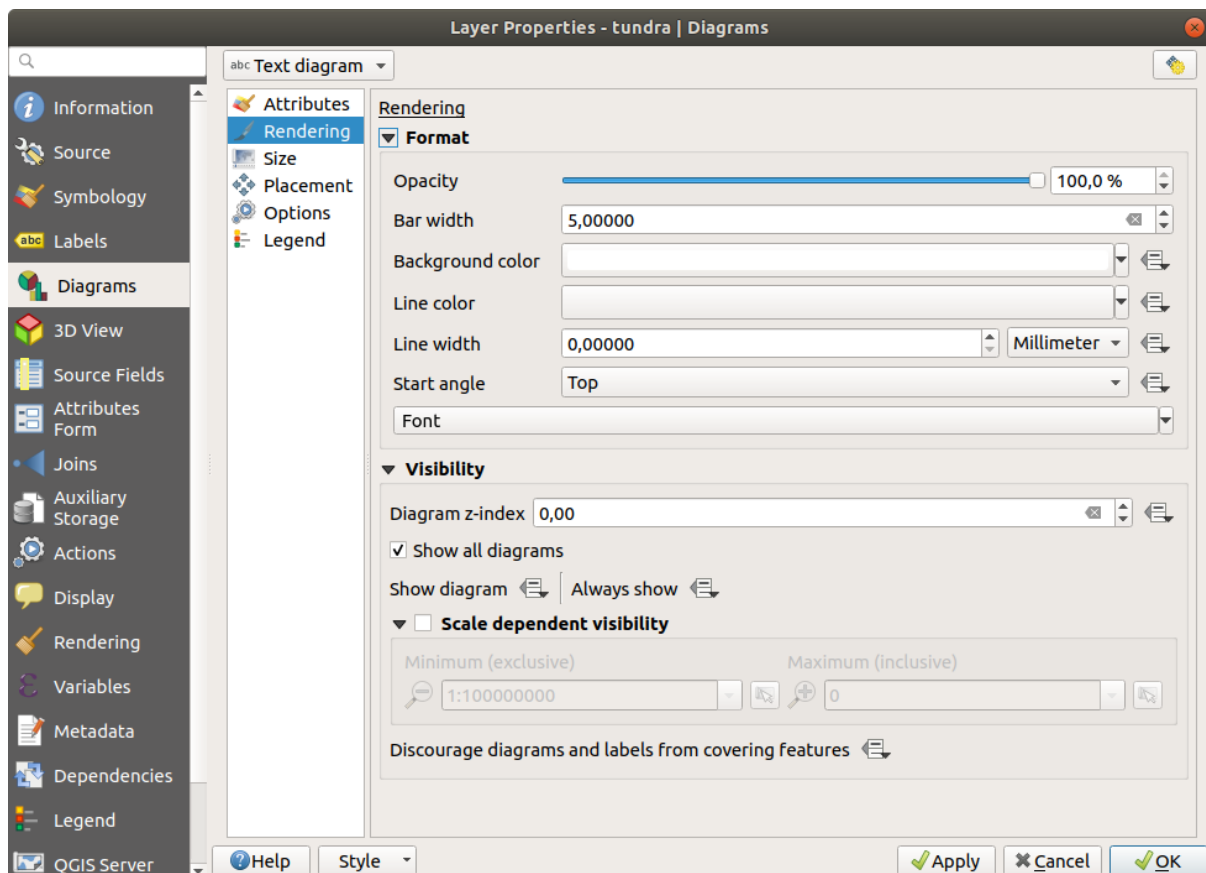 Layer Properties - tundra | Diagrams
Information
Source
Symbology
abc Labels
Diagrams
3D View
Source Fields
Attributes
Form
Joins
Auxiliary
Storage
Actions
Display
Rendering
Variables
Metadata
Dependencies
Legend
QGIS Server
abc Text diagram
Attributes
Rendering
Size
Placement
Options
Legend
Rendering
Format
Opacity 100,0 %
Bar width 5,00000
Background color
Line color
Line width 0,00000 Millimeter
Start angle Top
Font
Visibility
Diagram z-index 0,00
Show all diagrams
Show diagram Always show
Scale dependent visibility
Minimum (exclusive) Maximum (inclusive)
1:100000000 0
Discourage diagrams and labels from covering features
Help Style Apply Cancel OK